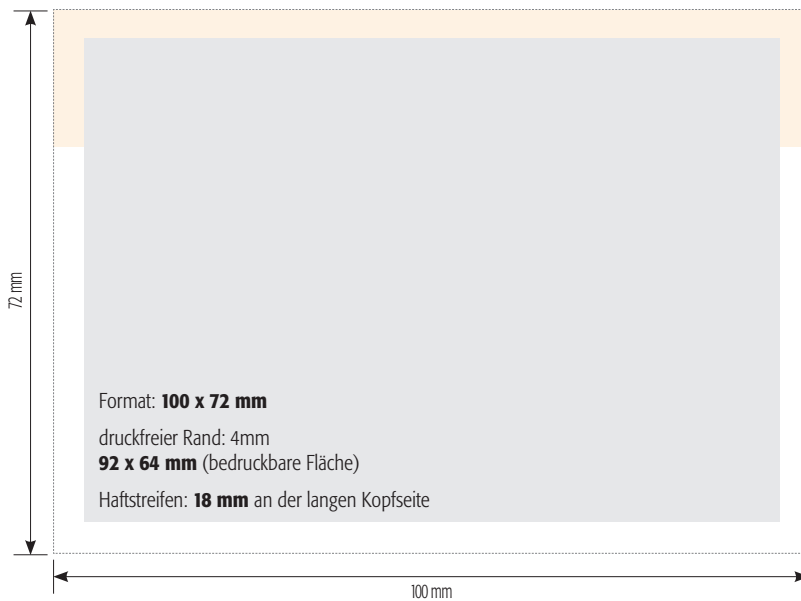 72 mm
Format: 100 x 72 mm
druckfreier Rand: 4mm
92 x 64 mm (bedruckbare Fläche)
Haftstreifen: 18 mm an der langen Kopfseite
100 mm